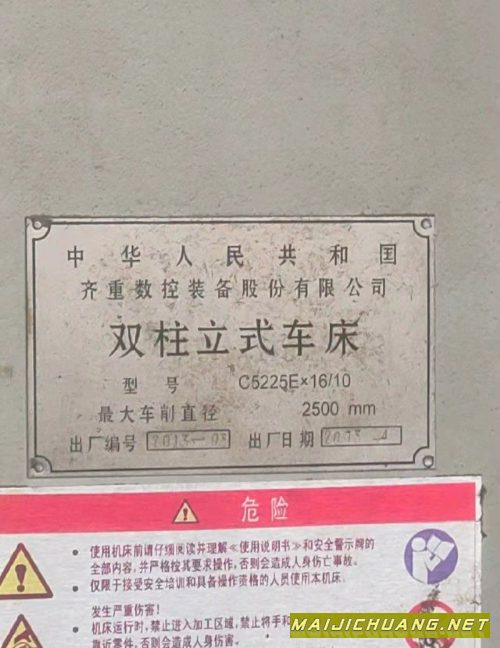 中华人民共和国
齐重数控装备股份有限公司
双柱立式车床
型号 C5225E×16/10
最大车削直径 2500 mm
出厂编号 2013-03 出厂日期
危险
使用机床前请仔细阅读并理解≪使用说明书≫和安全警示牌的
全部内容,并严格按其要求操作,否则会造成人身伤亡事故。
仅限于接受安全培训和具备操作资格的人员使用本机床.
发生严重伤害!
机床运行时,禁止进入加工区域,禁止将手和
靠近零件,否则会造成人身伤害。
MAIJICHUANG.NET